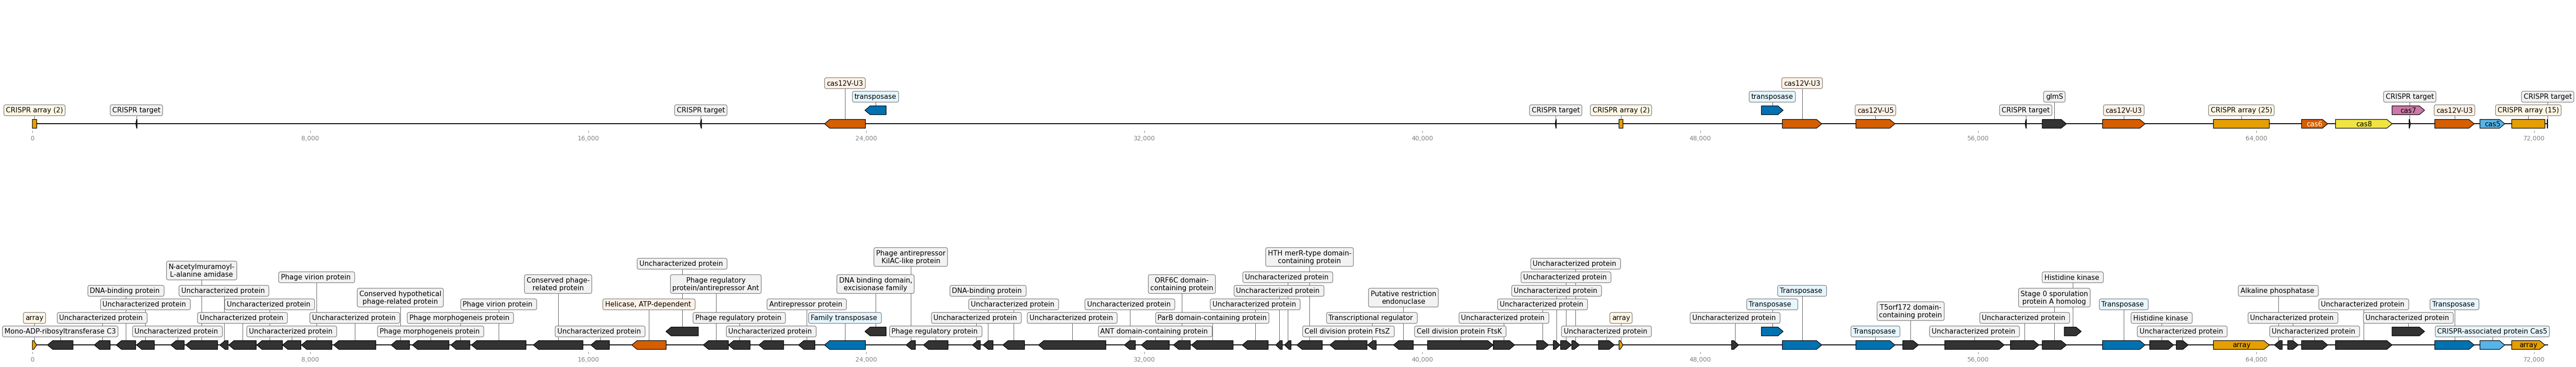 cas12V-U3
cas12V-U3
transposase
transposase
glmS
CRISPR target
CRISPR target
CRISPR array (2)
CRISPR target
CRISPR target
CRISPR target
CRISPR array (2)
cas12V-U5
CRISPR target
cas12V-U3
CRISPR array (25)
cas7
cas12V-U3
CRISPR array (15)
cas6
cas8
cas5
0
8,000
16,000
24,000
32,000
40,000
48,000
56,000
64,000
72,000
Phage antirepressor
KilAC-like protein
HTH merR-type domain-
containing protein
Uncharacterized protein
Uncharacterized protein
N-acetylmuramoyl-
L-alanine amidase
Phage virion protein
Conserved phage-
related protein
Phage regulatory
protein/antirepressor Ant
DNA binding domain,
excisionase family
ORF6C domain-
containing protein
Uncharacterized protein
Uncharacterized protein
Histidine kinase
DNA-binding protein
Uncharacterized protein
Conserved hypothetical
phage-related protein
DNA-binding protein
Uncharacterized protein
Putative restriction
endonuclease
Uncharacterized protein
Transposase
Stage 0 sporulation
protein A homolog
Alkaline phosphatase
Uncharacterized protein
Uncharacterized protein
Phage virion protein
Helicase, ATP-dependent
Antirepressor protein
Uncharacterized protein
Uncharacterized protein
Uncharacterized protein
Uncharacterized protein
Transposase
T5orf172 domain-
containing protein
Transposase
Uncharacterized protein
Transposase
array
Uncharacterized protein
Uncharacterized protein
Uncharacterized protein
Phage morphogeneis protein
Phage regulatory protein
Family transposase
Uncharacterized protein
Uncharacterized protein
ParB domain-containing protein
Transcriptional regulator
Uncharacterized protein
array
Uncharacterized protein
Uncharacterized protein
Histidine kinase
Uncharacterized protein
Uncharacterized protein
Mono-ADP-ribosyltransferase C3
Uncharacterized protein
Uncharacterized protein
Phage morphogeneis protein
Uncharacterized protein
Uncharacterized protein
Phage regulatory protein
ANT domain-containing protein
Cell division protein FtsZ
Cell division protein FtsK
Uncharacterized protein
Transposase
Uncharacterized protein
Uncharacterized protein
Uncharacterized protein
CRISPR-associated protein Cas5
array
array
0
8,000
16,000
24,000
32,000
40,000
48,000
56,000
64,000
72,000